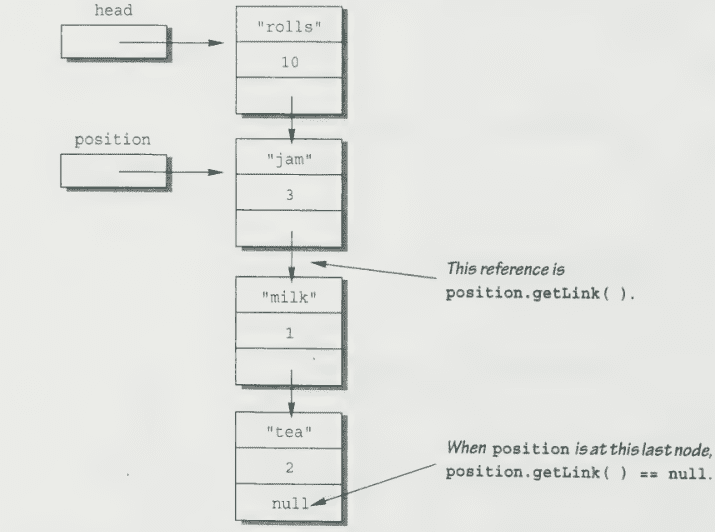 head
"rolls"
10
position
"jam"
3
This reference is
position.getLink( ).
"milk"
1
"tea"
2
null
When position is at this last node,
position.getLink( ) == null.